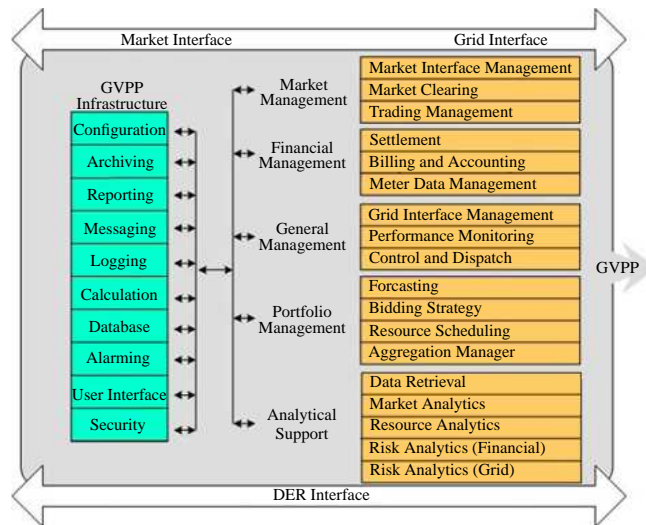 Market Interface
Grid Interface
GVPP
Infrastructure
Configuration
Archiving
Reporting
Messaging
Logging
Calculation
Database
Alarming
User Interface
Security
Market
Management
Financial
Management
General
Management
Portfolio
Management
Analytical
Support
Market Interface Management
Market Clearing
Trading Management
Settlement
Billing and Accounting
Meter Data Management
Grid Interface Management
Performance Monitoring
Control and Dispatch
Forcasting
Bidding Strategy
Resource Scheduling
Aggregation Manager
Data Retrieval
Market Analytics
Resource Analytics
Risk Analytics (Financial)
Risk Analytics (Grid)
GVPP
DER Interface